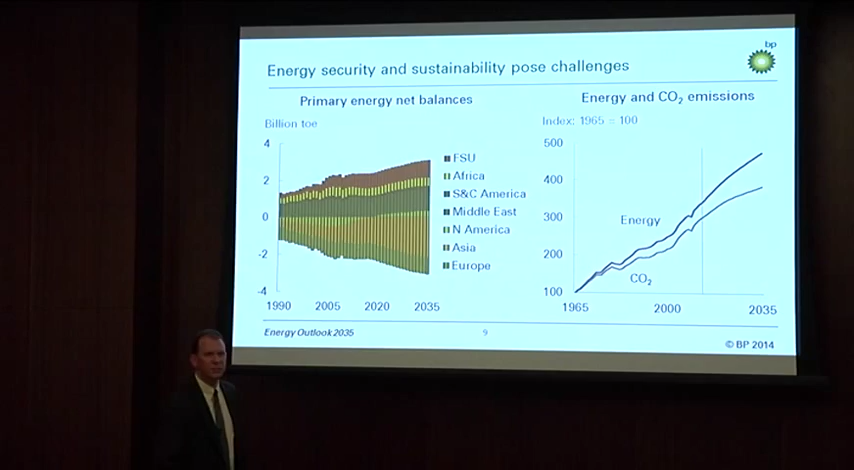 bp
Energy security and sustainability pose challenges
Primary energy net balances
Billion toe
4
2
0
-2
-4
1990 2005 2020 2035
FSU
Africa
S&C America
Middle East
N America
Asia
Europe
Energy and CO₂ emissions
Index: 1965 = 100
500
400
300
200
100
Energy
CO₂
1965 2000 2035
Energy Outlook 2035
9
© BP 2014